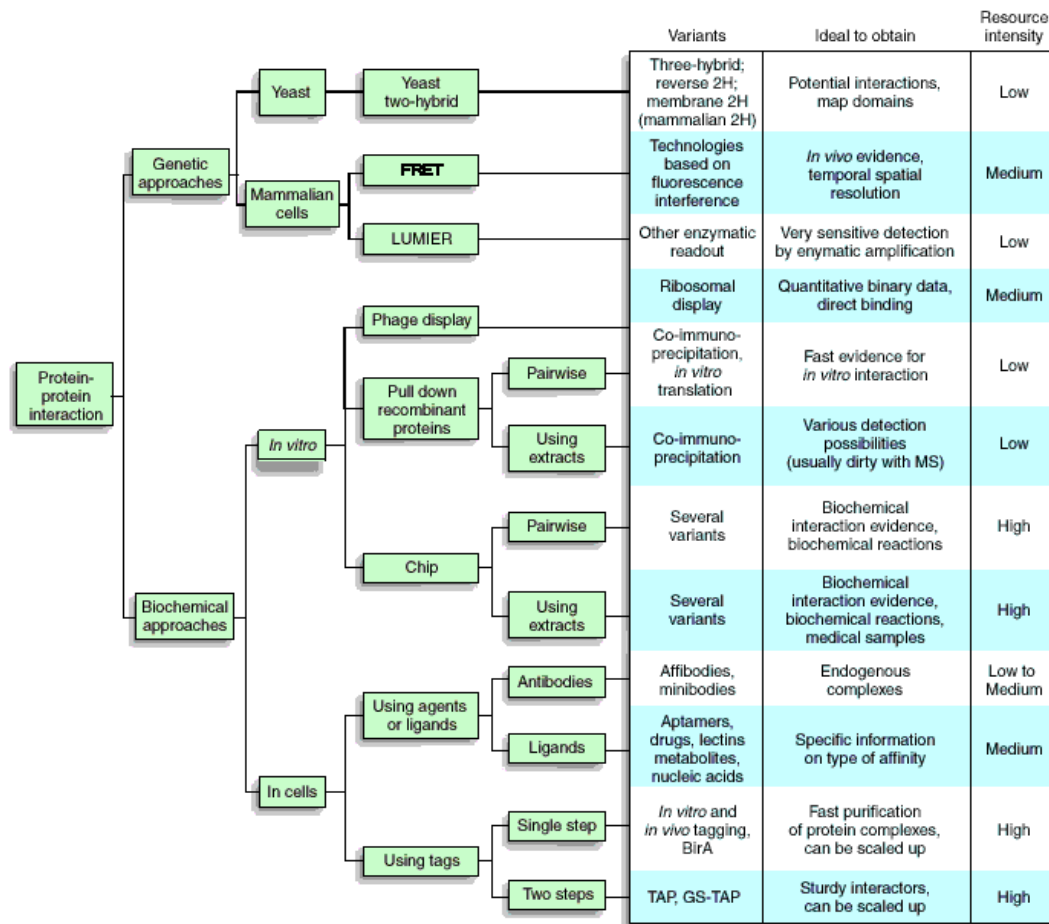 Variants
Ideal to obtain
Resource
intensity
Yeast
Yeast
two-hybrid
Three-hybrid;
reverse 2H;
membrane 2H
(mammalian 2H)
Potential interactions,
map domains
Low
Genetic
approaches
Mammalian
cells
FRET
Technologies
based on
fluorescence
interference
In vivo evidence,
temporal spatial
resolution
Medium
LUMIER
Other enzymatic
readout
Very sensitive detection
by enymatic amplification
Low
Phage display
Ribosomal
display
Quantitative binary data,
direct binding
Medium
Protein-
protein
interaction
In vitro
Pull down
recombinant
proteins
Pairwise
Co-immuno-
precipitation,
in vitro
translation
Fast evidence for
in vitro interaction
Low
Using
extracts
Co-immuno-
precipitation
Various detection
possibilities
(usually dirty with MS)
Low
Chip
Pairwise
Several
variants
Biochemical
interaction evidence,
biochemical reactions
High
Biochemical
approaches
Using
extracts
Several
variants
Biochemical
interaction evidence,
biochemical reactions,
medical samples
High
Using agents
or ligands
Antibodies
Affibodies,
minibodies
Endogenous
complexes
Low to
Medium
Ligands
Aptamers,
drugs, lectins
metabolites,
nucleic acids
Specific information
on type of affinity
Medium
In cells
Using tags
Single step
In vitro and
in vivo tagging,
BirA
Fast purification
of protein complexes,
can be scaled up
High
Two steps
TAP, GS-TAP
Sturdy interactors,
can be scaled up
High